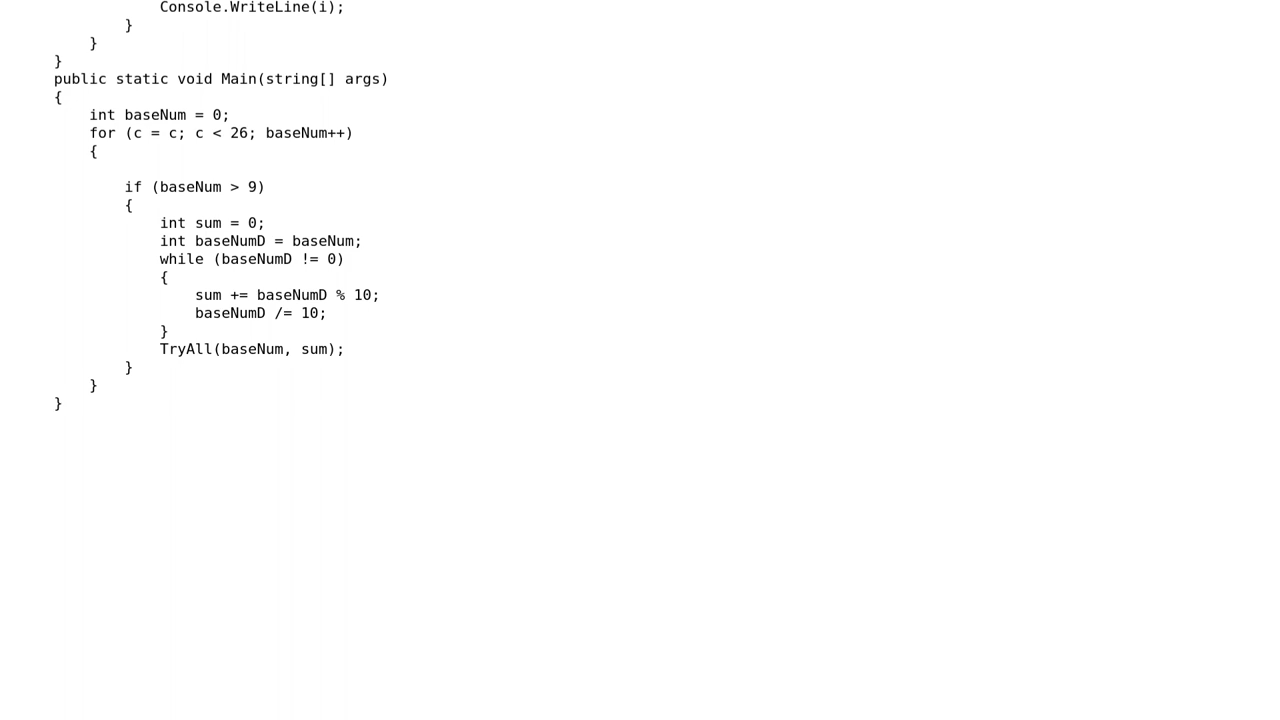 Console.WriteLine(i);
        }
    }
}
public static void Main(string[] args)
{
    int baseNum = 0;
    for (c = c; c < 26; baseNum++)
    {

        if (baseNum > 9)
        {
            int sum = 0;
            int baseNumD = baseNum;
            while (baseNumD != 0)
            {
                sum += baseNumD % 10;
                baseNumD /= 10;
            }
            TryAll(baseNum, sum);
        }
    }
}